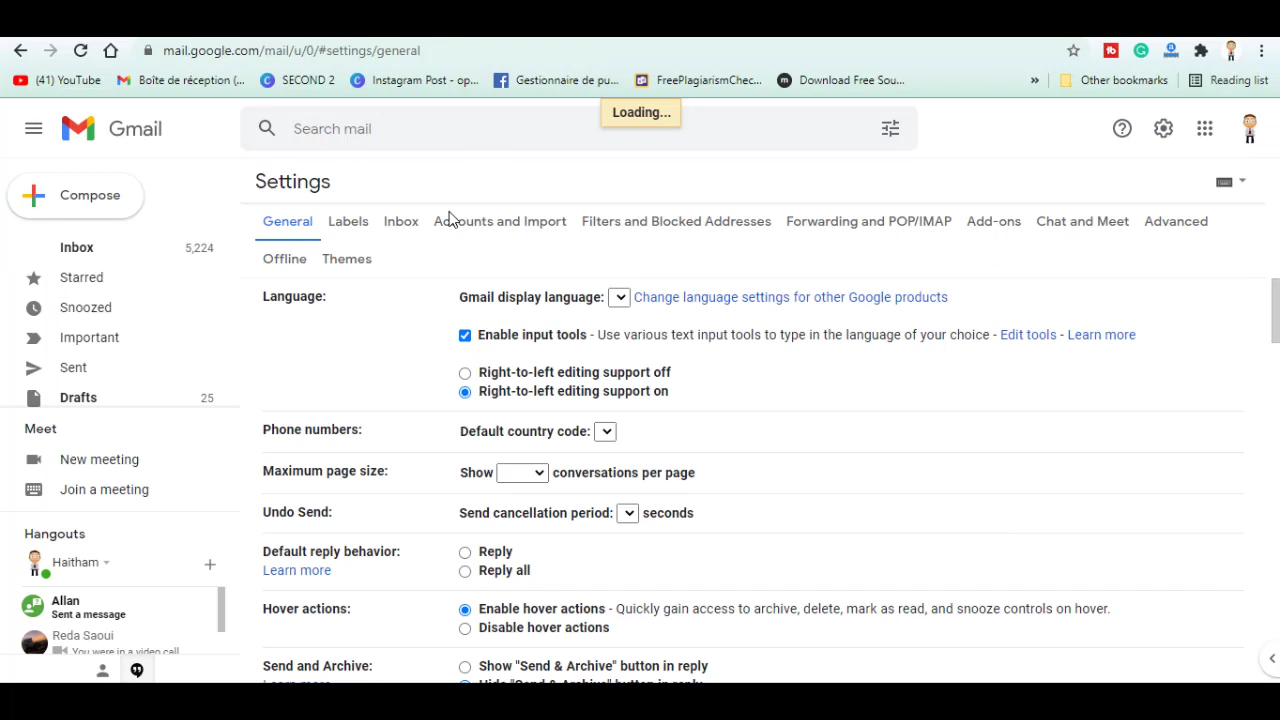 mail.google.com/mail/u/0/#settings/general
(41) YouTube
Boîte de réception (...
SECOND 2
Instagram Post - op...
Gestionnaire de pu...
FreePlagiarismChec...
Download Free Sou...
»
Other bookmarks
Reading list
Loading...
Gmail
Search mail
Compose
Settings
General Labels Inbox Accounts and Import Filters and Blocked Addresses Forwarding and POP/IMAP Add-ons Chat and Meet Advanced
Offline Themes
Inbox 5,224
Starred
Snoozed
Important
Sent
Drafts 25
Meet
New meeting
Join a meeting
Hangouts
Haitham
Allan
Sent a message
Reda Saoui
You were in a video call
Language:
Gmail display language: Change language settings for other Google products
Enable input tools - Use various text input tools to type in the language of your choice - Edit tools - Learn more
Right-to-left editing support off
Right-to-left editing support on
Phone numbers:
Default country code:
Maximum page size:
Show conversations per page
Undo Send:
Send cancellation period: seconds
Default reply behavior:
Learn more
Reply
Reply all
Hover actions:
Enable hover actions - Quickly gain access to archive, delete, mark as read, and snooze controls on hover.
Disable hover actions
Send and Archive:
Learn more
Show "Send & Archive" button in reply
Hide "Send & Archive" button in reply